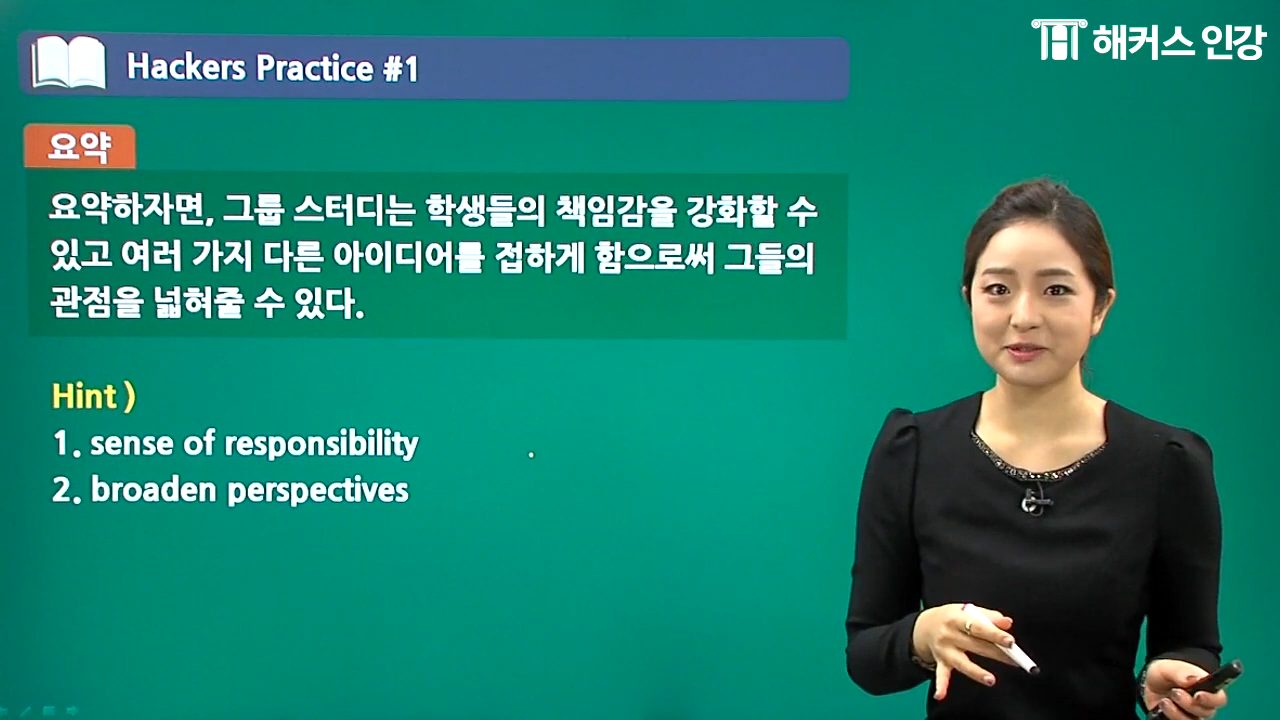 해커스 인강
Hackers Practice #1
요약
요약하자면, 그룹 스터디는 학생들의 책임감을 강화할 수
있고 여러 가지 다른 아이디어를 접하게 함으로써 그들의
관점을 넓혀줄 수 있다.
Hint )
1. sense of responsibility
2. broaden perspectives